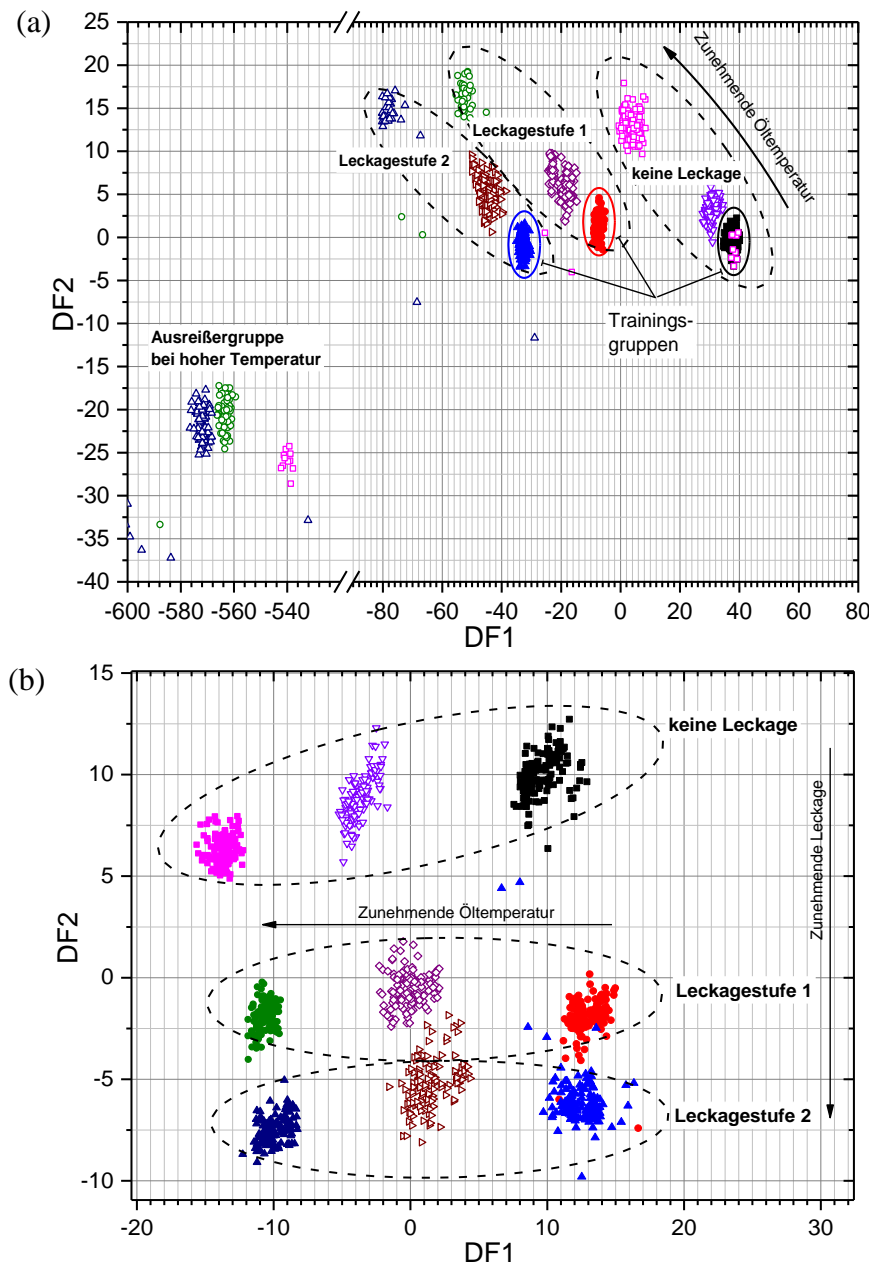 (a)
25
20
15
10
5
0
-5
-10
-15
-20
-25
-30
-35
-40
DF2
Zunehmende Öltemperatur
Leckagestufe 1
Leckagestufe 2
keine Leckage
Trainings-
gruppen
Ausreißergruppe
bei hoher Temperatur
-600 -580 -560 -540 -80 -60 -40 -20 0 20 40 60 80
DF1
(b)
15
10
5
0
-5
-10
DF2
keine Leckage
Zunehmende Öltemperatur
Zunehmende Leckage
Leckagestufe 1
Leckagestufe 2
-20 -10 0 10 20 30
DF1